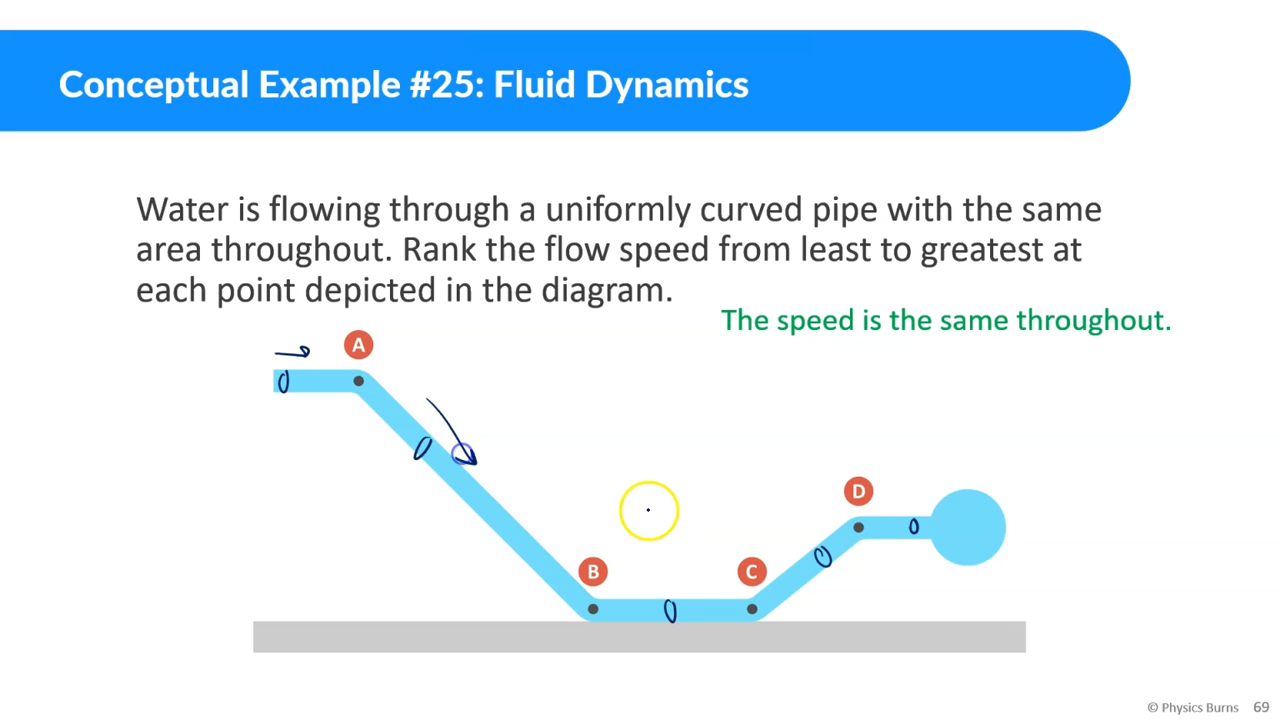 Conceptual Example #25: Fluid Dynamics
Water is flowing through a uniformly curved pipe with the same
area throughout. Rank the flow speed from least to greatest at
each point depicted in the diagram.
The speed is the same throughout.
A
D
B
C
© Physics Burns 69